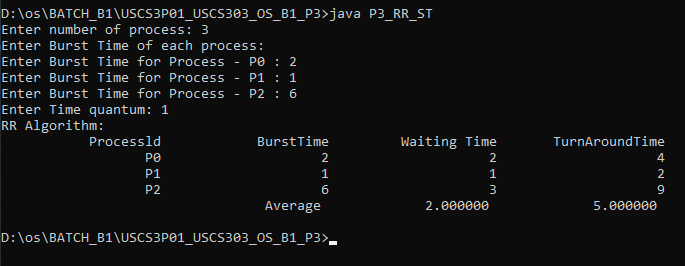 D:\os\BATCH_B1\USCS3P01_USCS303_OS_B1_P3>java P3_RR_ST
Enter number of process: 3
Enter Burst Time of each process:
Enter Burst Time for Process - P0 : 2
Enter Burst Time for Process - P1 : 1
Enter Burst Time for Process - P2 : 6
Enter Time quantum: 1
RR Algorithm:
ProcessId BurstTime Waiting Time TurnAroundTime
P0 2 2 4
P1 1 1 2
P2 6 3 9
Average 2.000000 5.000000
D:\os\BATCH_B1\USCS3P01_USCS303_OS_B1_P3>